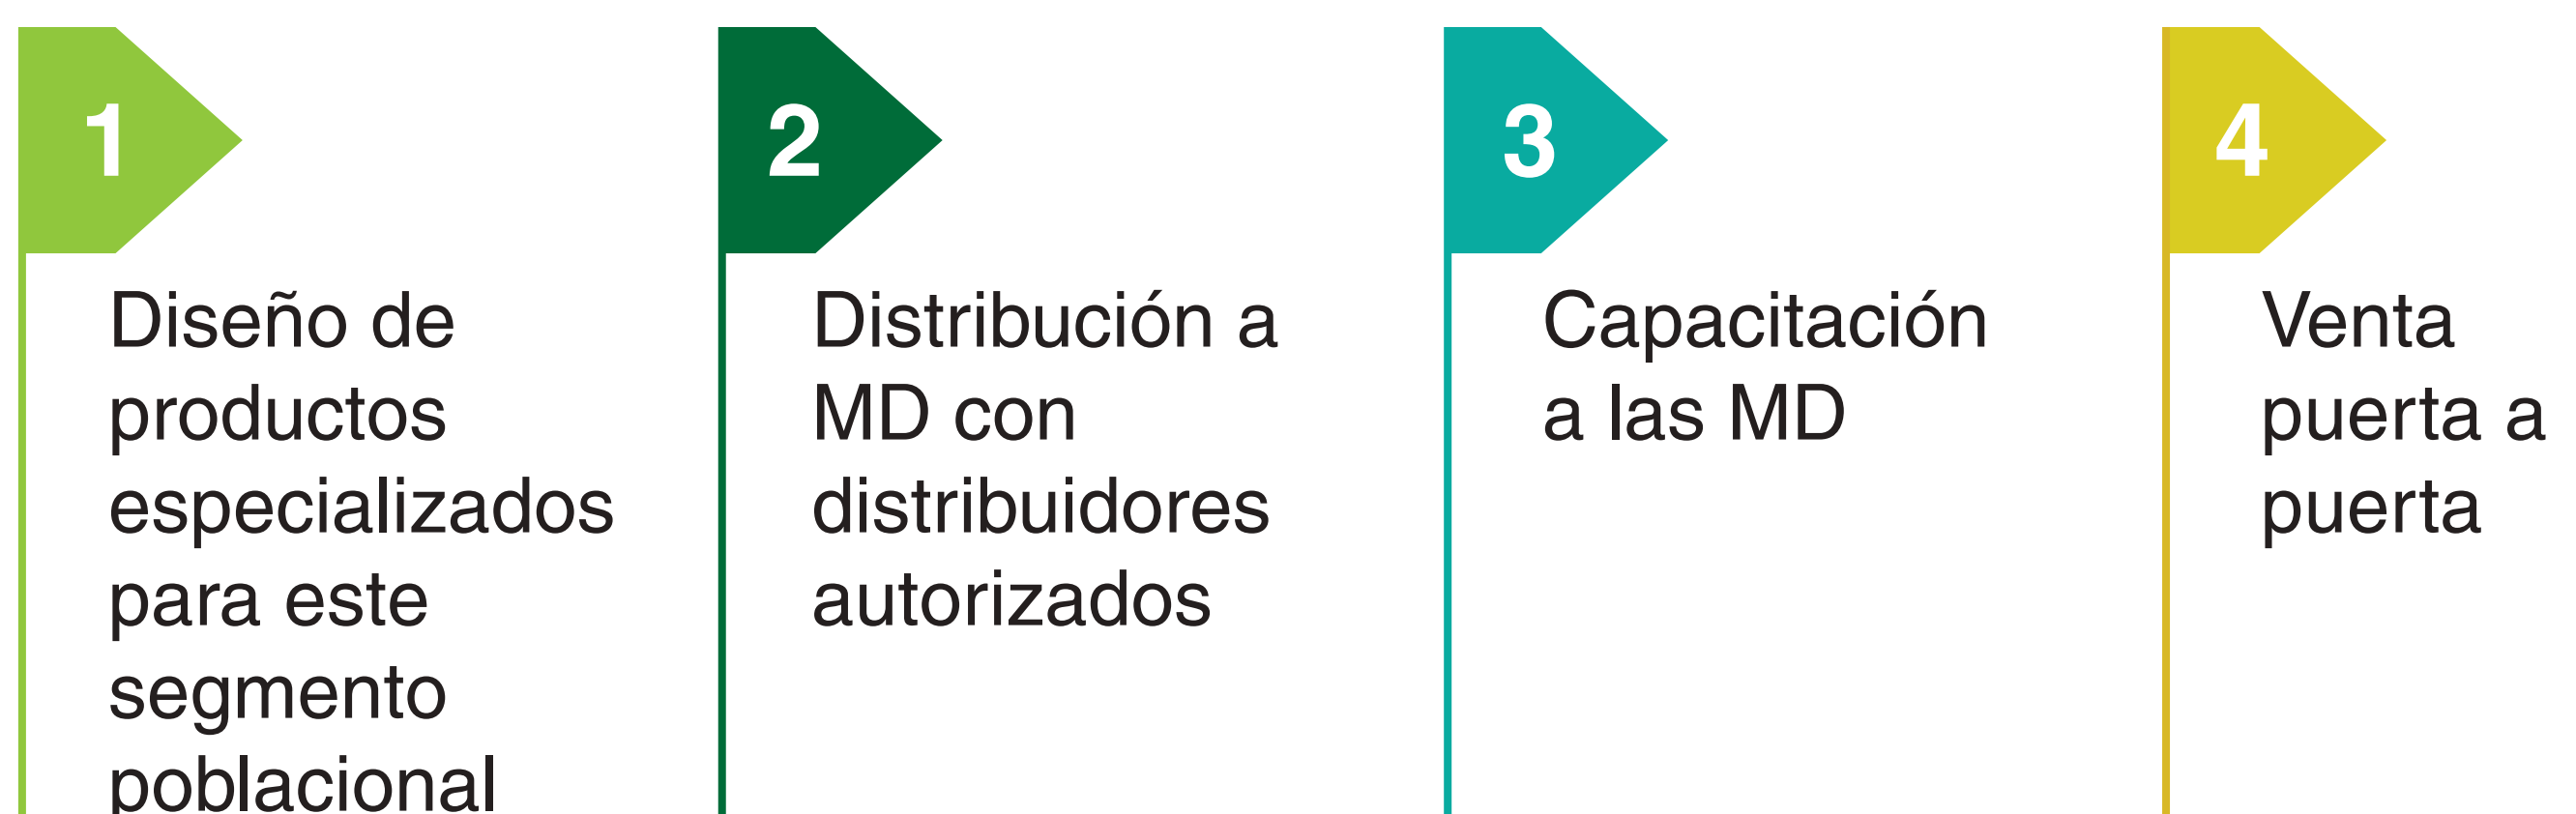 1
Diseño de
productos
especializados
para este
segmento
poblacional
2
Distribución a
MD con
distribuidores
autorizados
3
Capacitación
a las MD
4
Venta
puerta a
puerta